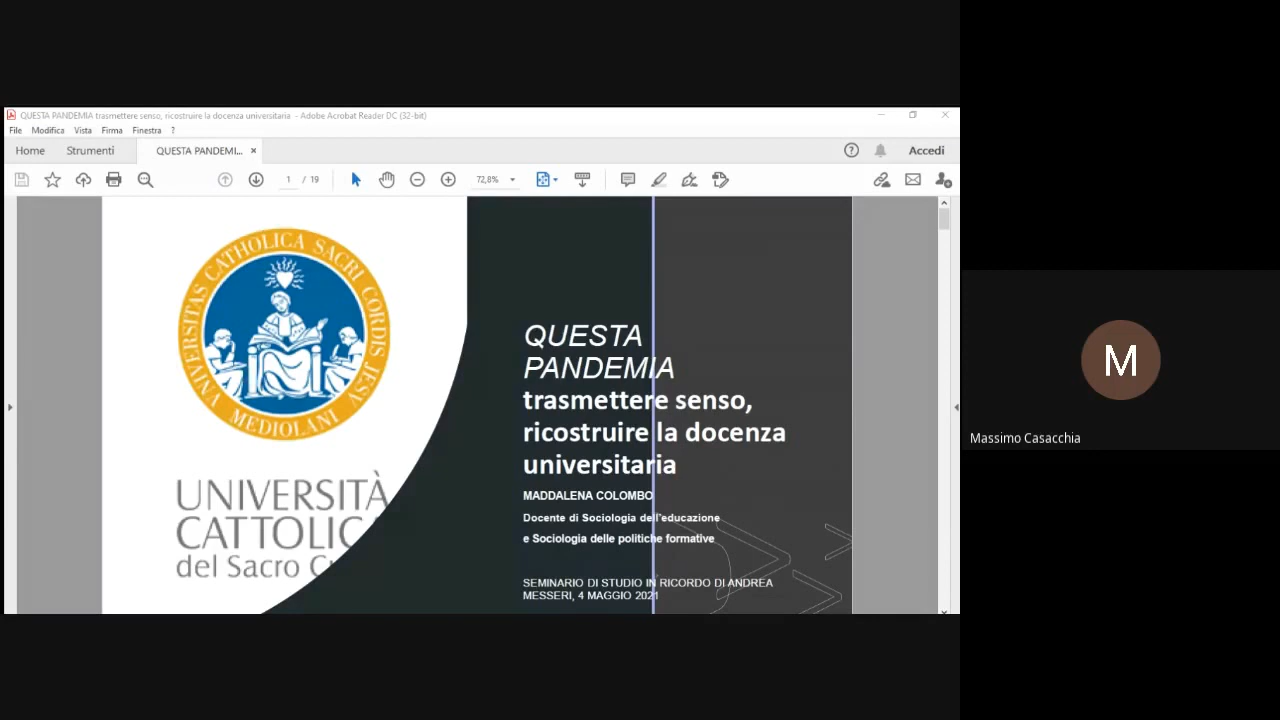 QUESTA PANDEMIA trasmettere senso, ricostruire la docenza universitaria - Adobe Acrobat Reader DC (32-bit)
File Modifica Vista Firma Finestra ?
Home Strumenti QUESTA PANDEMI... × Accedi
1 / 19 72,8%
UNIVERSITAS CATHOLICA SACRI CORDIS JESV
MEDIOLANI
UNIVERSITÀ
CATTOLIC
del Sacro C
QUESTA
PANDEMIA
trasmettere senso,
ricostruire la docenza
universitaria
MADDALENA COLOMBO
Docente di Sociologia dell'educazione
e Sociologia delle politiche formative
SEMINARIO DI STUDIO IN RICORDO DI ANDREA
MESSERI, 4 MAGGIO 2021
M
Massimo Casacchia